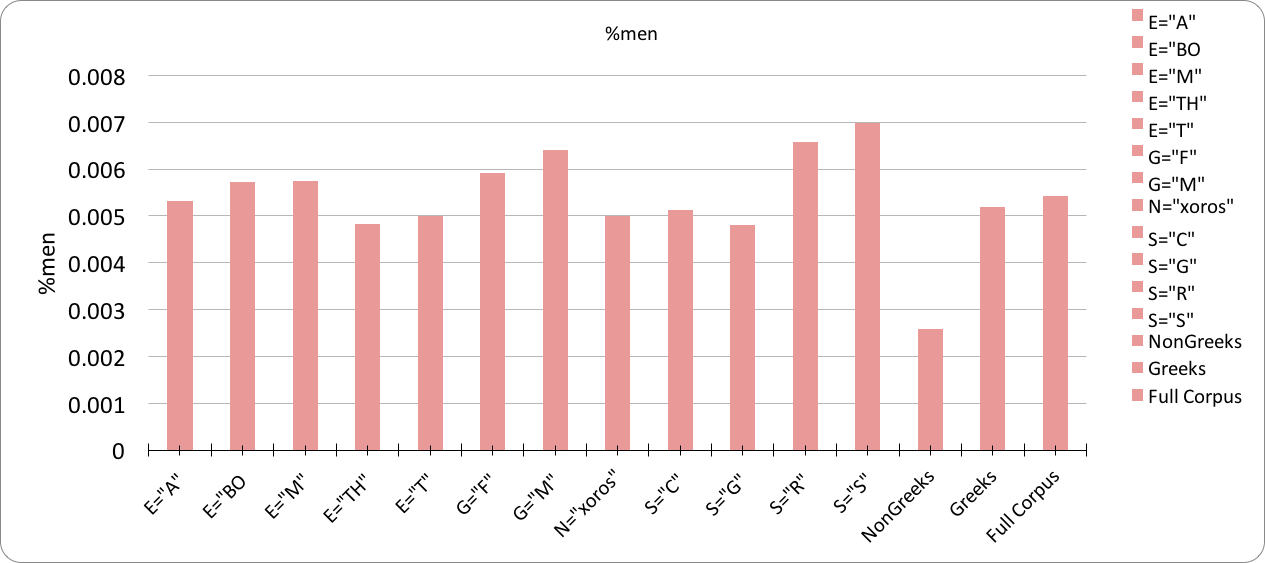 %men
%men
0.008
0.007
0.006
0.005
0.004
0.003
0.002
0.001
0
E="A"
E="BO
E="M"
E="TH"
E="T"
G="F"
G="M"
N="xoros"
S="C"
S="G"
S="R"
S="S"
NonGreeks
Greeks
Full Corpus
E="A"
E="BO
E="M"
E="TH"
E="T"
G="F"
G="M"
N="xoros"
S="C"
S="G"
S="R"
S="S"
NonGreeks
Greeks
Full Corpus